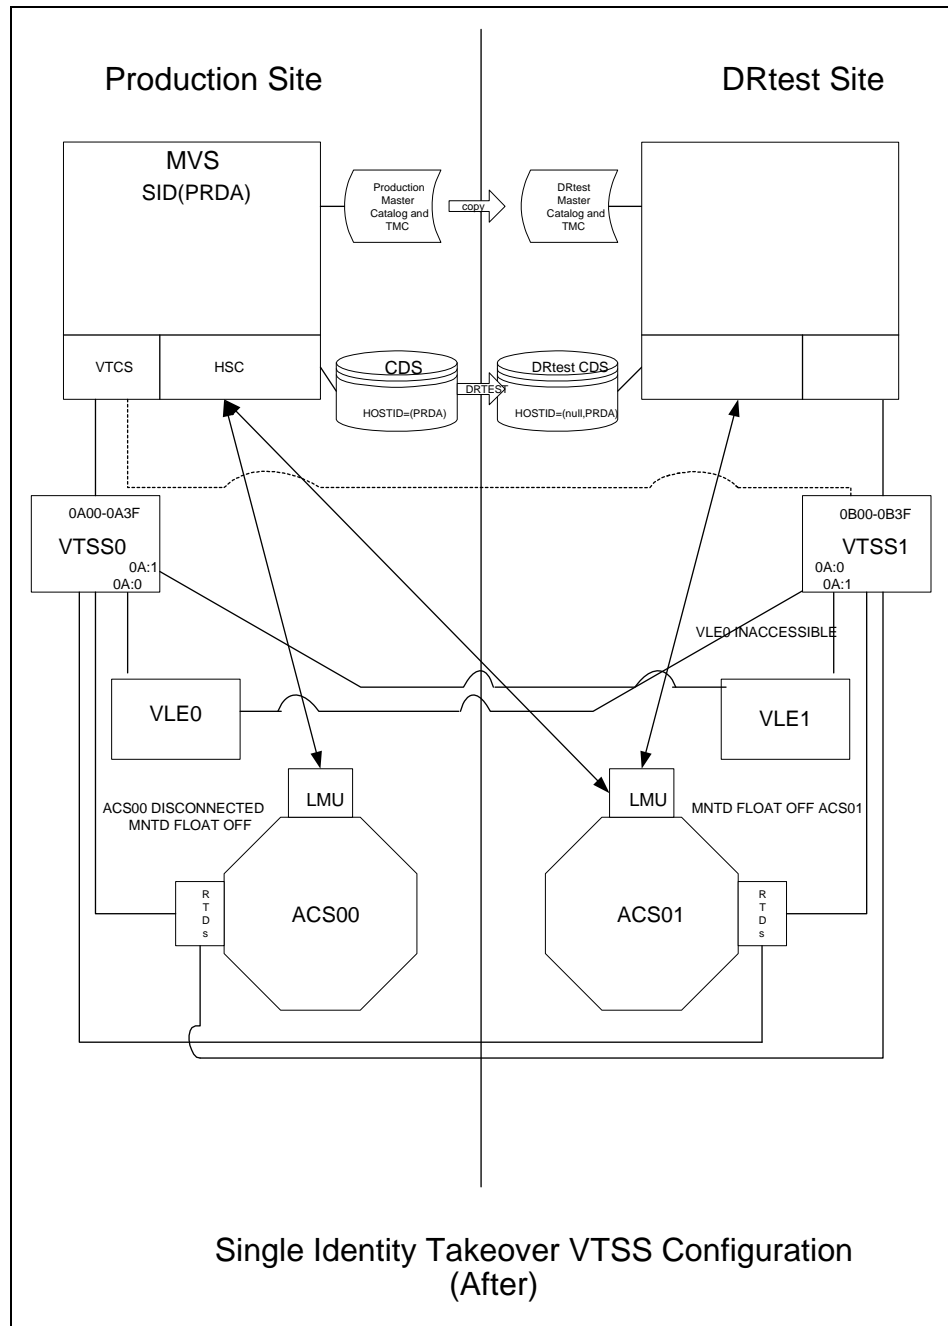 Production Site
DRtest Site
MVS
SID(PRDA)
Production
Master
Catalog and
TMC
copy
DRtest
Master
Catalog and
TMC
VTCS
HSC
CDS
HOSTID=(PRDA)
DRTEST
DRtest CDS
HOSTID=(null,PRDA)
0A00-0A3F
VTSS0
0A:1
0A:0
0B00-0B3F
VTSS1
0A:0
0A:1
VLE0 INACCESSIBLE
VLE0
VLE1
ACS00 DISCONNECTED
MNTD FLOAT OFF
LMU
LMU
MNTD FLOAT OFF ACS01
R
T
D
s
ACS00
ACS01
R
T
D
s
Single Identity Takeover VTSS Configuration
(After)